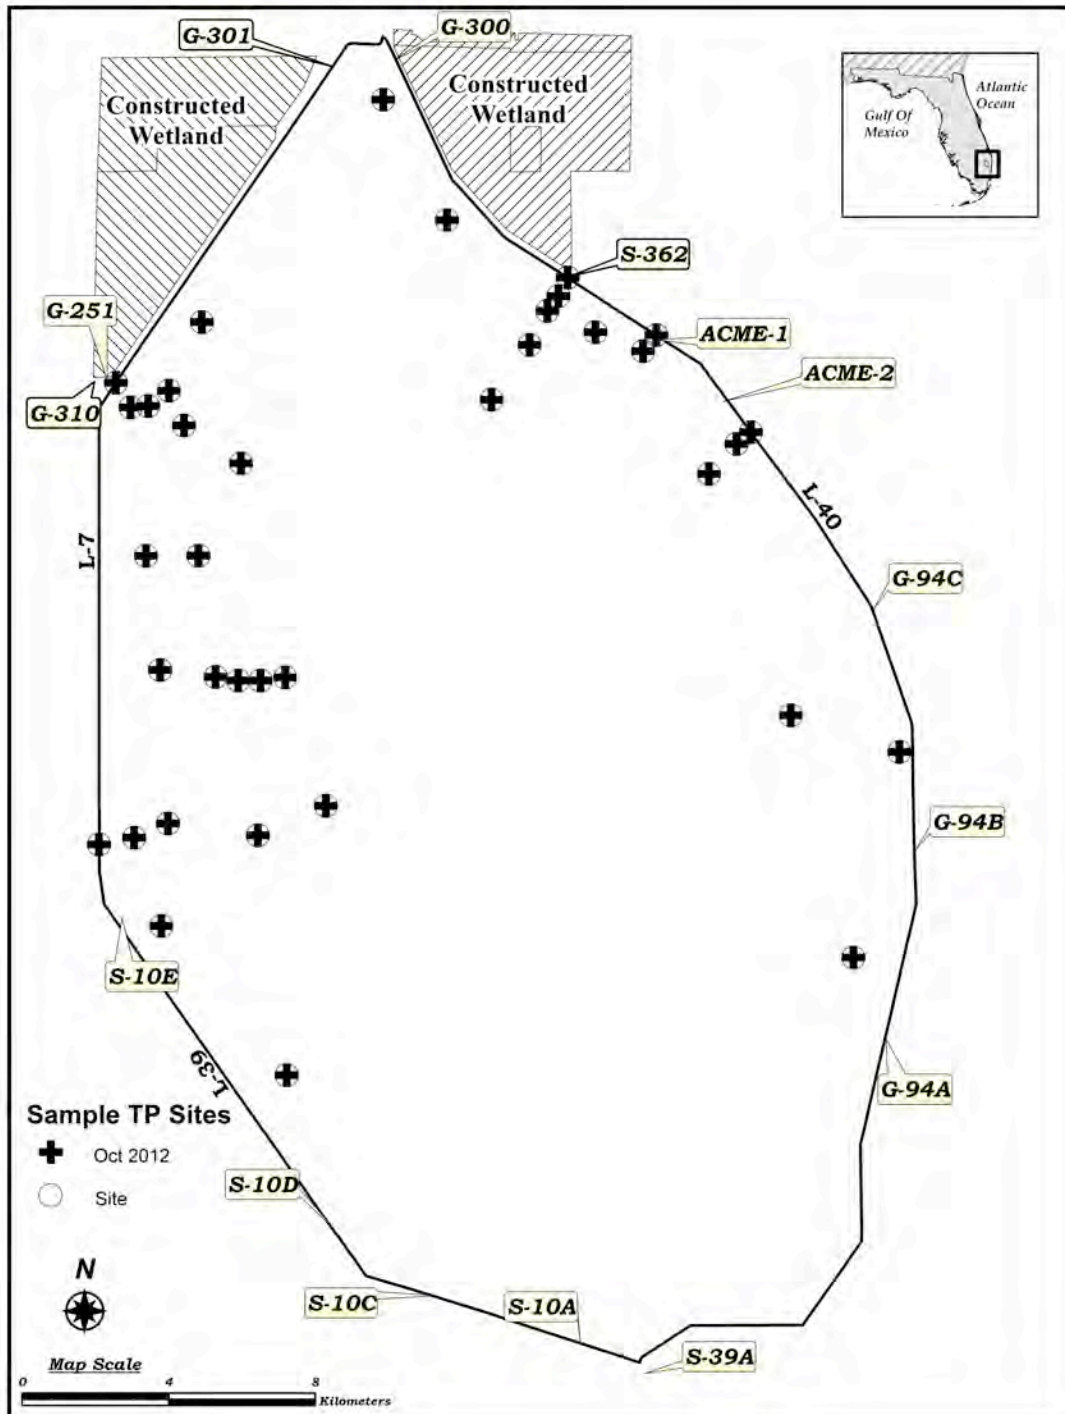 G-301
G-300
Constructed
Wetland
Constructed
Wetland
Atlantic
Ocean
Gulf Of
Mexico
S-362
G-251
ACME-1
ACME-2
G-310
L-7
L-40
G-94C
G-94B
S-10E
L-39
G-94A
Sample TP Sites
Oct 2012
Site
S-10D
N
S-10C
S-10A
S-39A
Map Scale
0 4 8
Kilometers